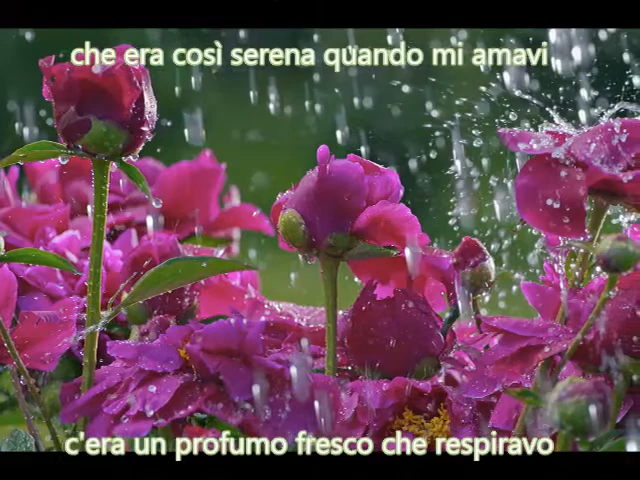 che era così serena quando mi amavi
c'era un profumo fresco che respiravo